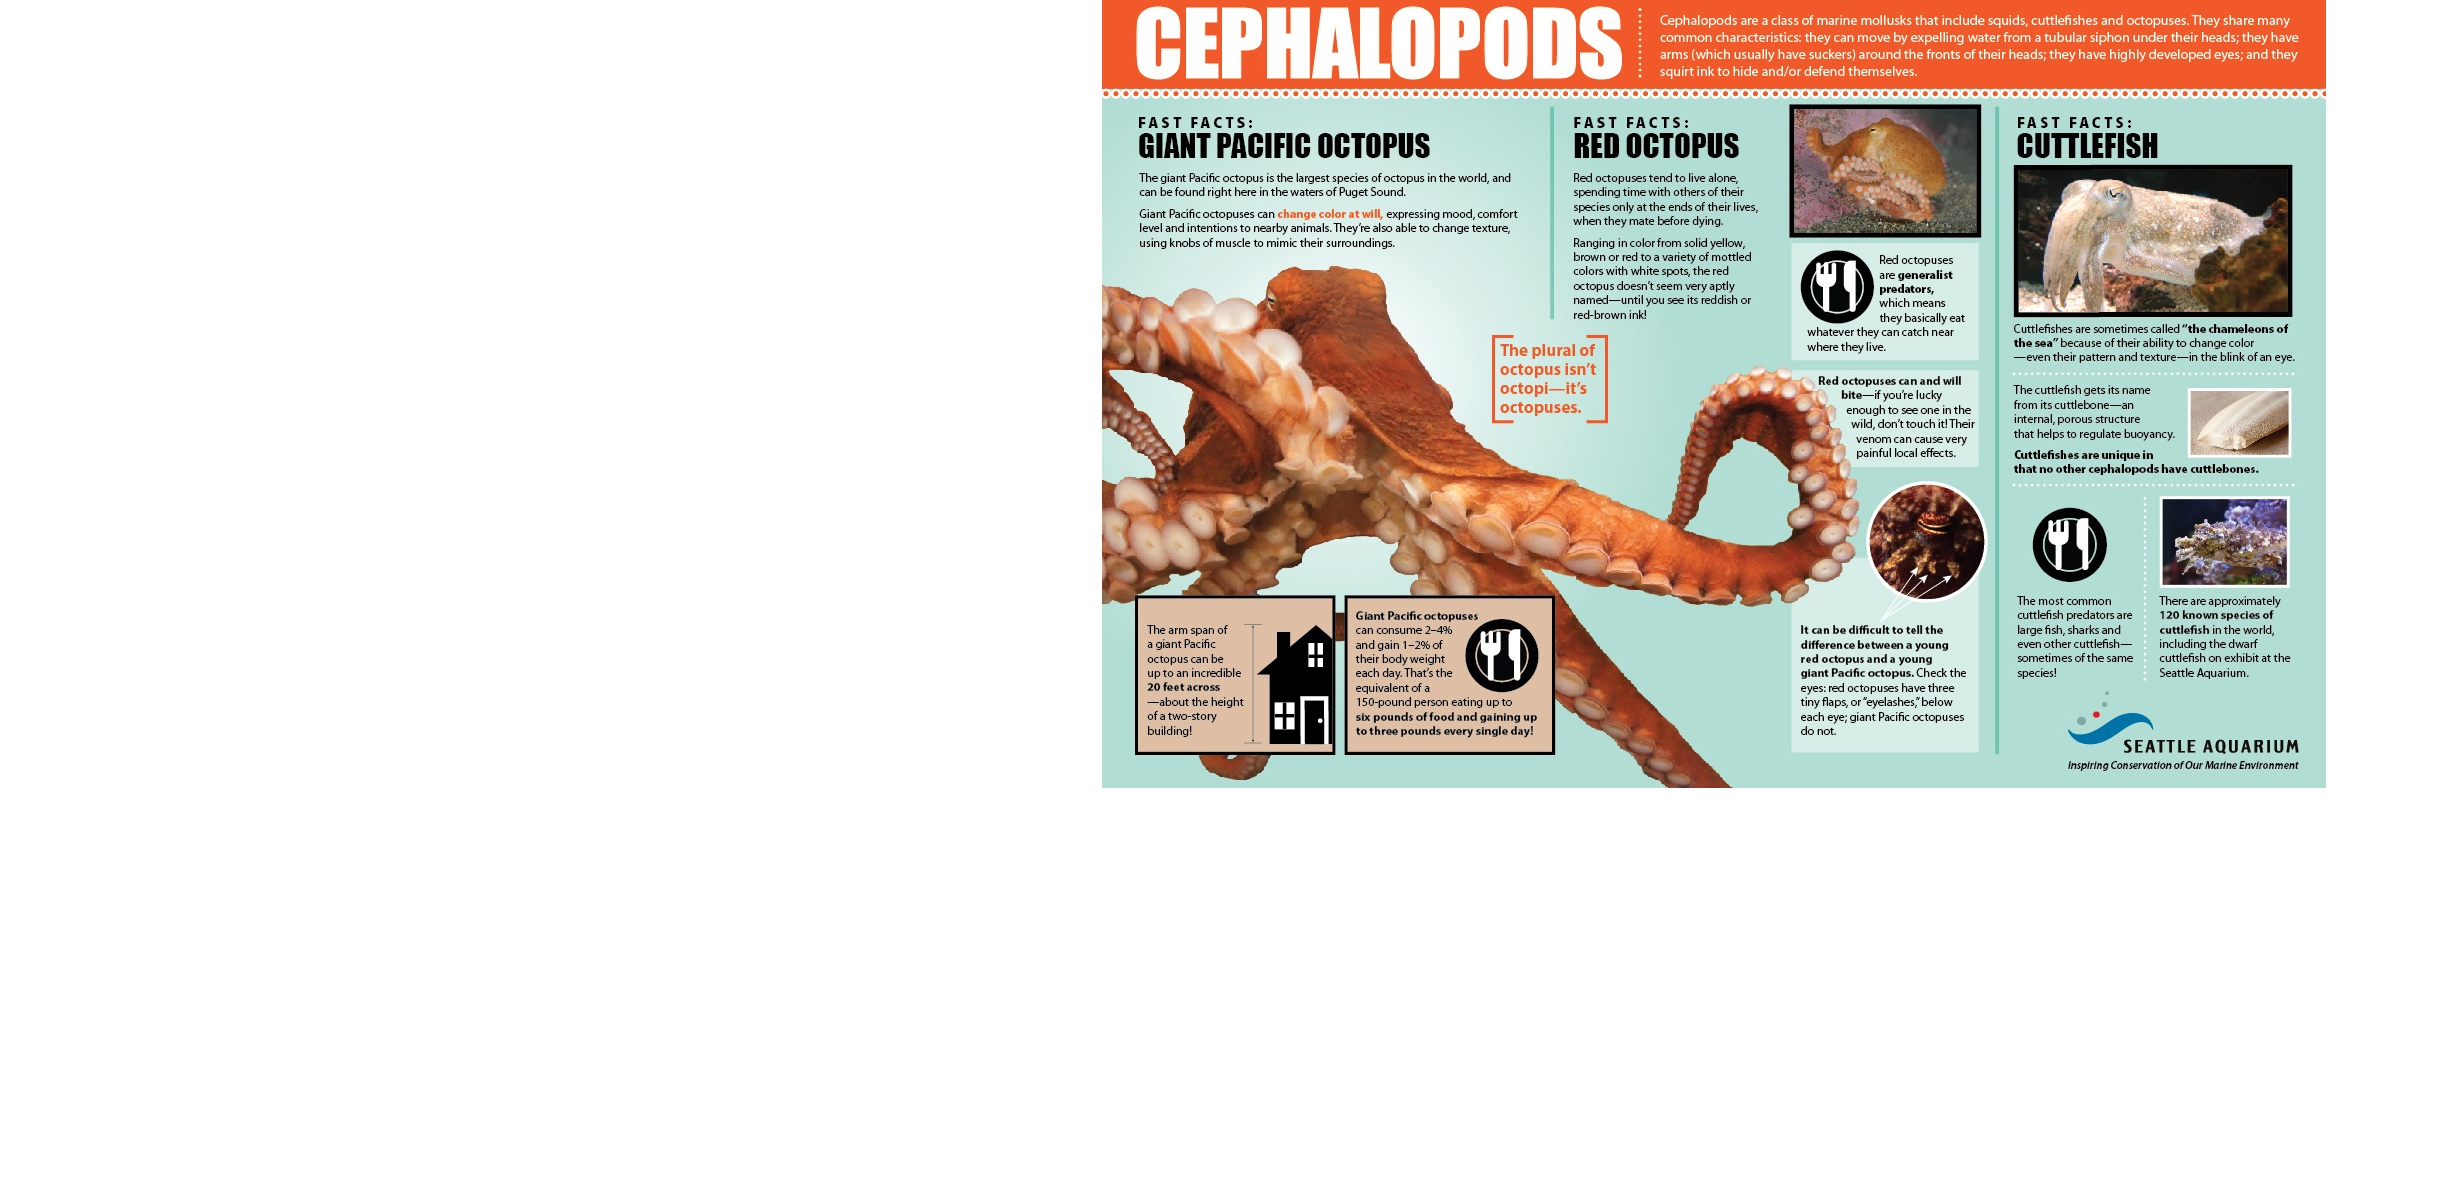 CEPHALOPODS
Cephalopods are a class of marine mollusks that include squids, cuttlefishes and octopuses. They share many
common characteristics: they can move by expelling water from a tubular siphon under their heads; they have
arms (which usually have suckers) around the fronts of their heads; they have highly developed eyes; and they
squirt ink to hide and/or defend themselves.
FAST FACTS:
GIANT PACIFIC OCTOPUS
The giant Pacific octopus is the largest species of octopus in the world, and
can be found right here in the waters of Puget Sound.
Giant Pacific octopuses can change color at will, expressing mood, comfort
level and intentions to nearby animals. They're also able to change texture,
using knobs of muscle to mimic their surroundings.
The plural of
octopus isn't
octopi—it's
octopuses.
The arm span of
a giant Pacific
octopus can be
up to an incredible
20 feet across
—about the height
of a two-story
building!
Giant Pacific octopuses
can consume 2–4%
and gain 1–2% of
their body weight
each day. That's the
equivalent of a
150-pound person eating up to
six pounds of food and gaining up
to three pounds every single day!
FAST FACTS:
RED OCTOPUS
Red octopuses tend to live alone,
spending time with others of their
species only at the ends of their lives,
when they mate before dying.
Ranging in color from solid yellow,
brown or red to a variety of mottled
colors with white spots, the red
octopus doesn't seem very aptly
named—until you see its reddish or
red-brown ink!
Red octopuses
are generalist
predators,
which means
they basically eat
whatever they can catch near
where they live.
Red octopuses can and will
bite—if you're lucky
enough to see one in the
wild, don't touch it! Their
venom can cause very
painful local effects.
It can be difficult to tell the
difference between a young
red octopus and a young
giant Pacific octopus. Check the
eyes: red octopuses have three
tiny flaps, or "eyelashes," below
each eye; giant Pacific octopuses
do not.
FAST FACTS:
CUTTLEFISH
Cuttlefishes are sometimes called "the chameleons of
the sea" because of their ability to change color
—even their pattern and texture—in the blink of an eye.
The cuttlefish gets its name
from its cuttlebone—an
internal, porous structure
that helps to regulate buoyancy.
Cuttlefishes are unique in
that no other cephalopods have cuttlebones.
The most common
cuttlefish predators are
large fish, sharks and
even other cuttlefish—
sometimes of the same
species!
There are approximately
120 known species of
cuttlefish in the world,
including the dwarf
cuttlefish on exhibit at the
Seattle Aquarium.
SEATTLE AQUARIUM
Inspiring Conservation of Our Marine Environment